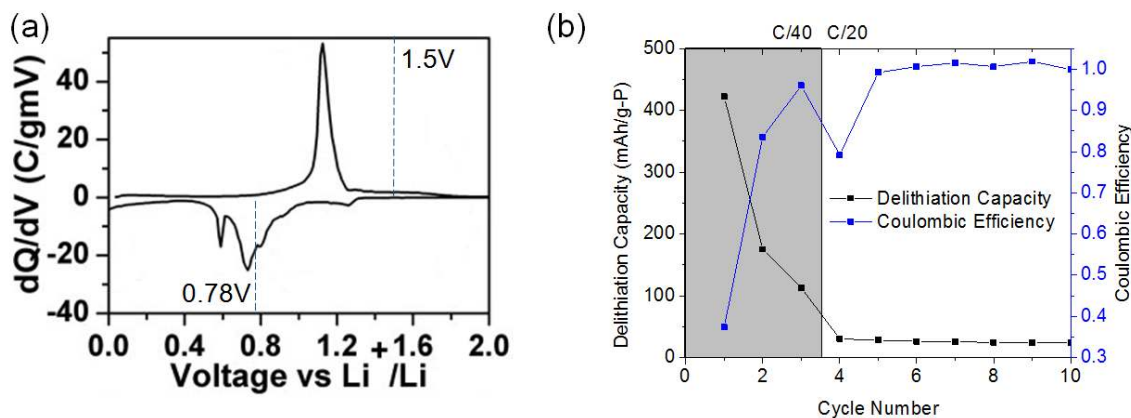 (a)
dQ/dV (C/gmV)
40
20
0
-20
-40
1.5V
0.78V
0.0 0.4 0.8 1.2 1.6 2.0
Voltage vs Li+/Li
(b)
C/40 C/20
Delithiation Capacity (mAh/g-P)
500
400
300
200
100
0
Delithiation Capacity
Coulombic Efficiency
1.0
0.9
0.8
0.7
0.6
0.5
0.4
0.3
Coulombic Efficiency
0 2 4 6 8 10
Cycle Number